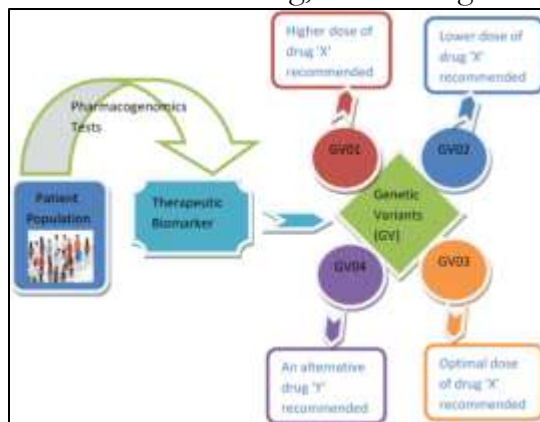 Higher dose of
drug 'X'
recommended
Lower dose of
drug 'X'
recommended
Pharmacogenomics
Tests
GV01
GV02
Patient
Population
Therapeutic
Biomarker
Genetic
Variants
(GV)
GV04
GV03
An alternative
drug 'Y'
recommended
Optimal dose
of drug 'X'
recommended